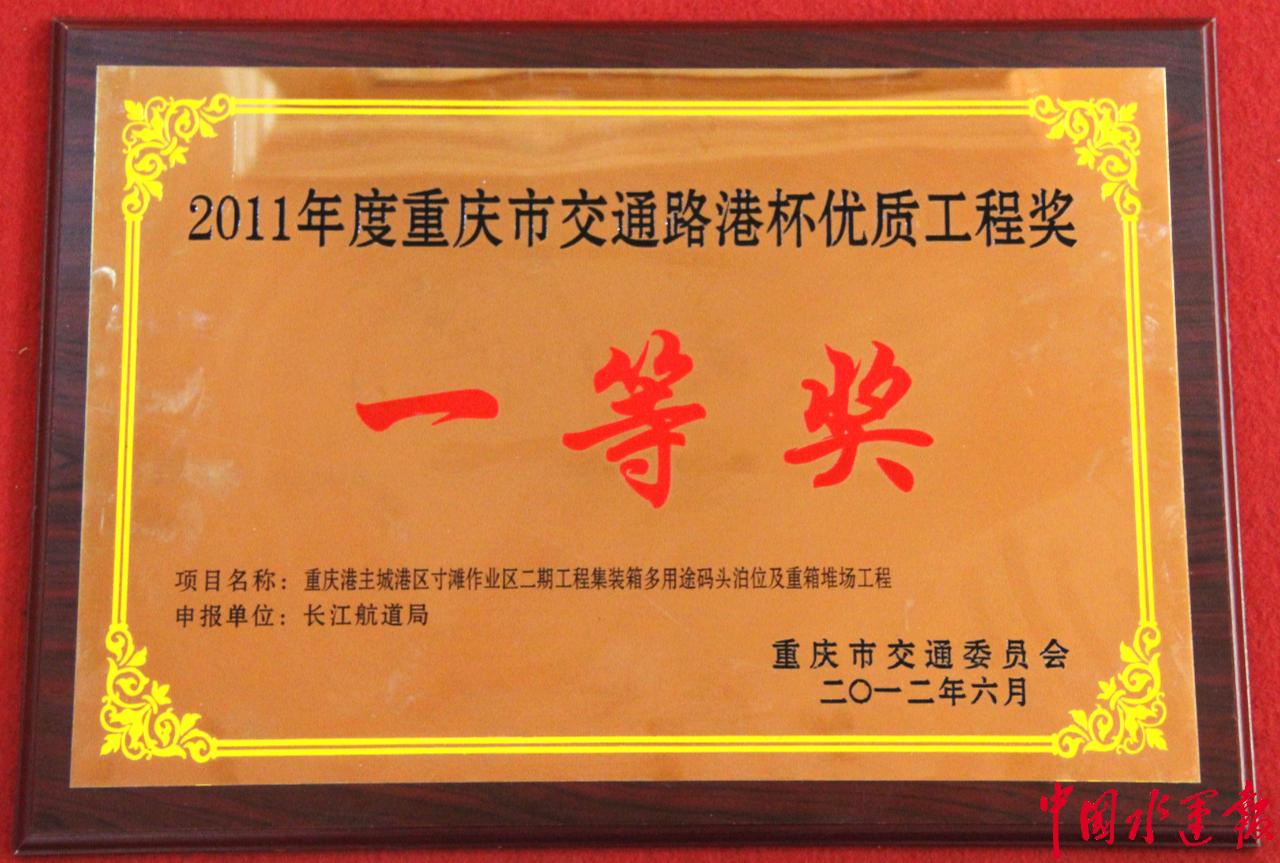 2011年度重庆市交通路港杯优质工程奖
一等奖
项目名称：重庆港主城港区寸滩作业区二期工程集装箱多用途码头泊位及重箱堆场工程
申报单位：长江航道局
重庆市交通委员会
二〇一二年六月
中国水运报